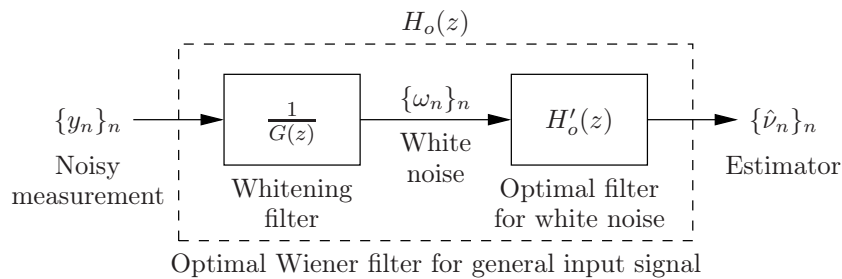 H_o(z)
{y_n}_n
Noisy
measurement
1/G(z)
Whitening
filter
{ω_n}_n
White
noise
H'_o(z)
Optimal filter
for white noise
{ν̂_n}_n
Estimator
Optimal Wiener filter for general input signal